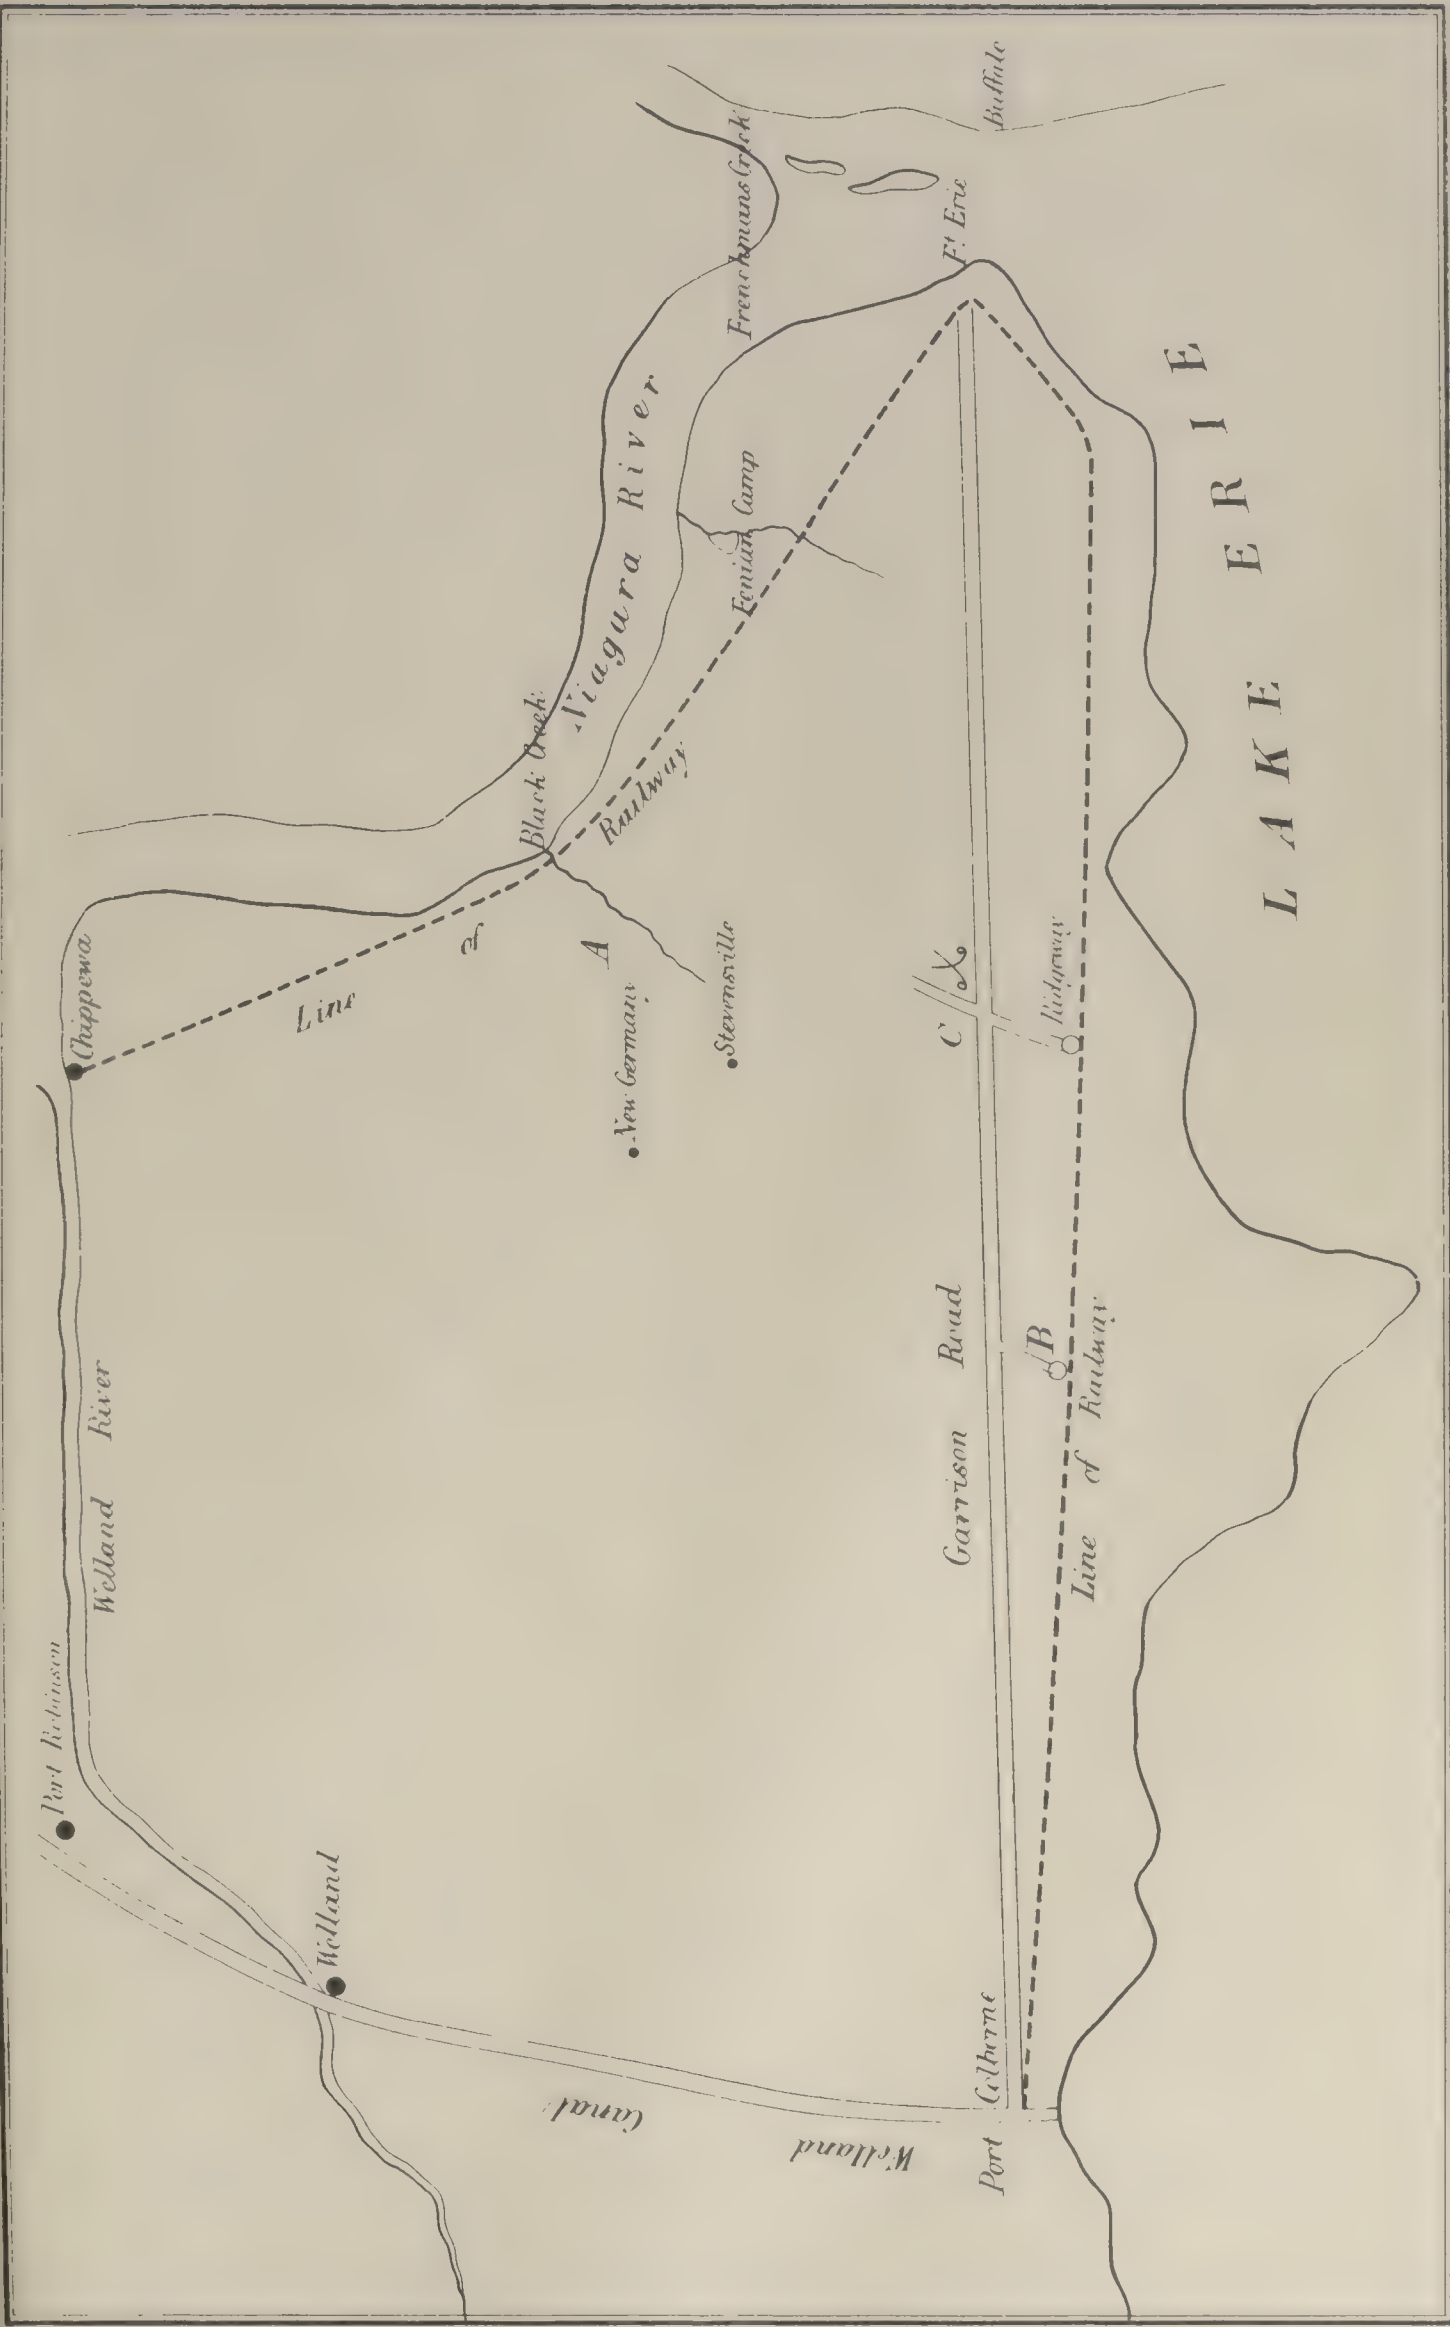 Port Robinson
Welland River
Chippewa
Welland
Line of Railway
Black Creek
Niagara River
A
New Germany
Stevensville
Frenchmans Creek
Fenian Camp
Buffalo
Ft. Erie
Welland Canal
Port Colborne
Garrison Road
C
Ridgeway
B
Line of Railway
LAKE ERIE